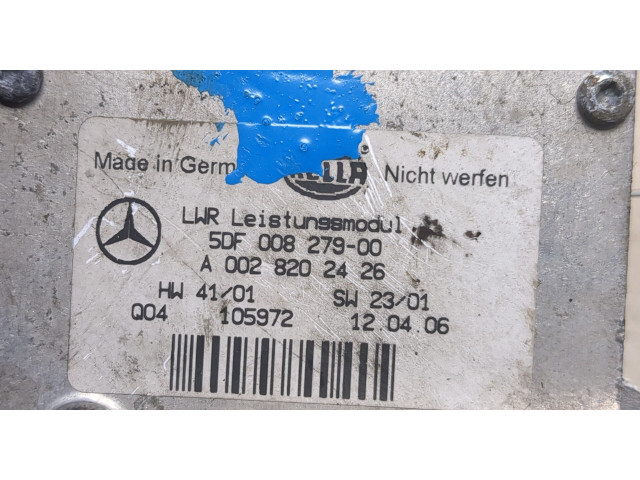 Made in Germ
HELLA
Nicht werfen
LWR Leistungsmodul
5DF 008 279-00
A 002 820 24 26
HW 41/01 SW 23/01
Q04 105972 12.04.06